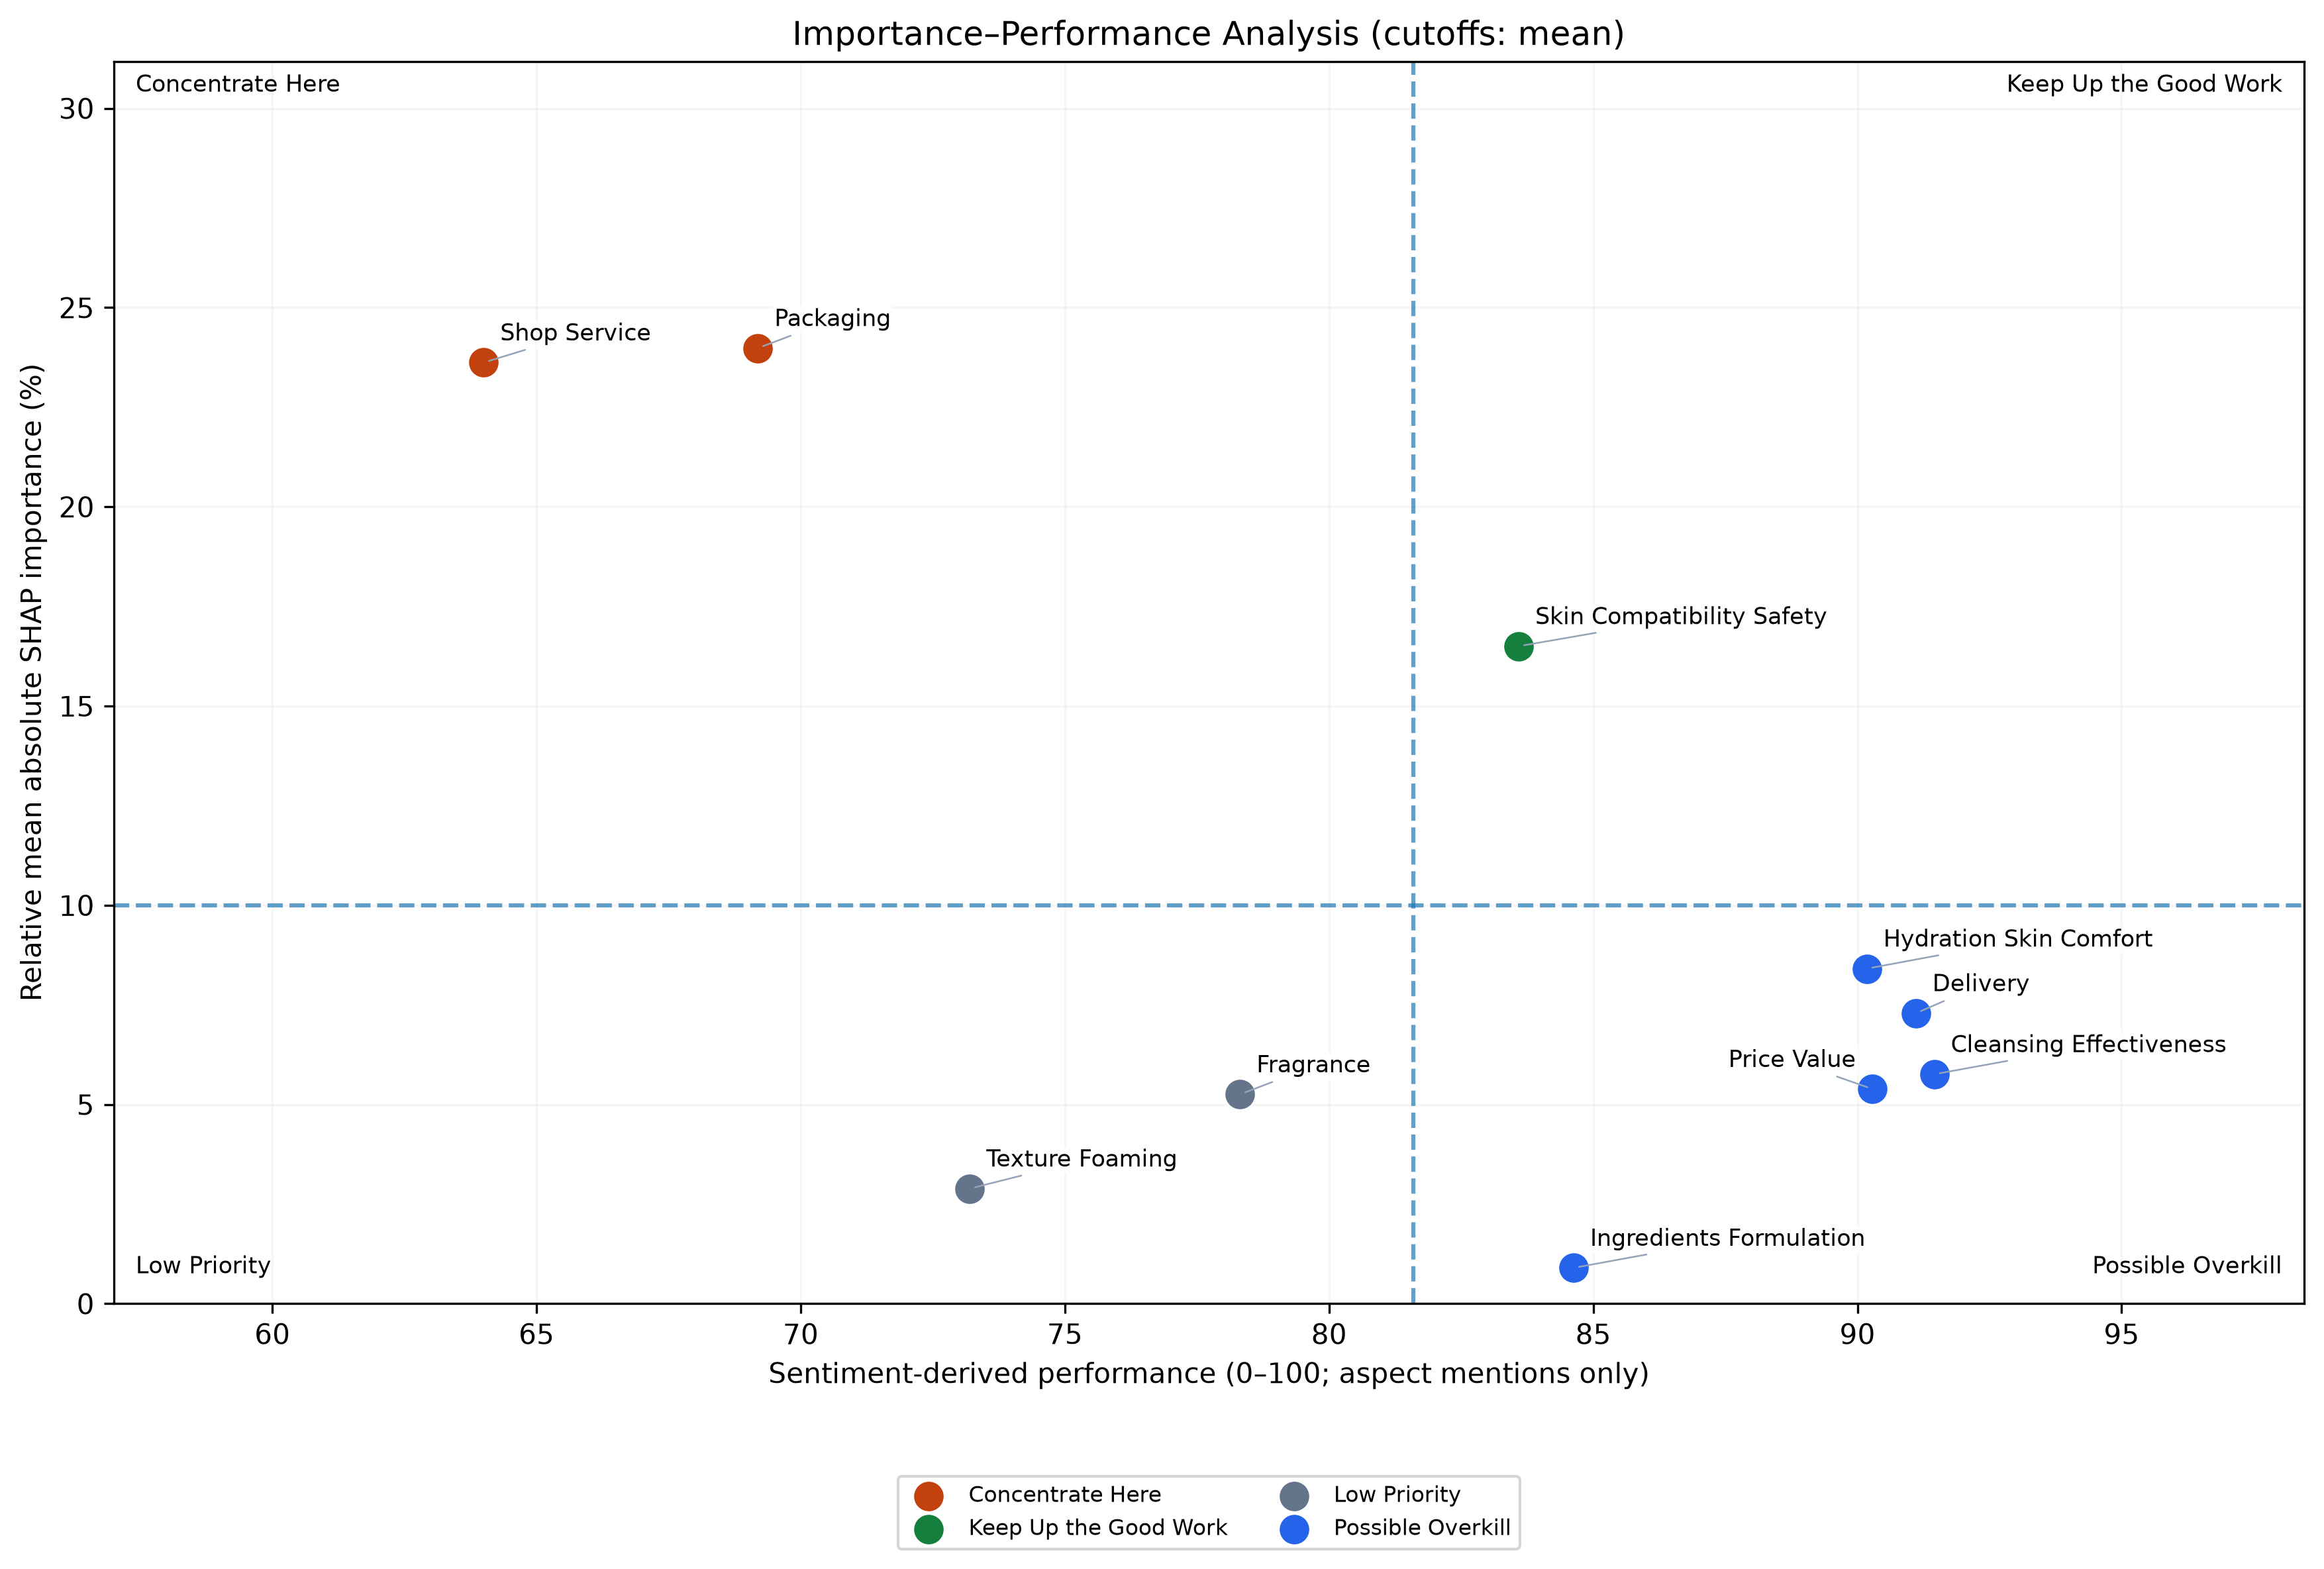 Importance–Performance Analysis (cutoffs: mean)
Concentrate Here
Keep Up the Good Work
30
25
20
15
10
5
0
Relative mean absolute SHAP importance (%)
Shop Service
Packaging
Skin Compatibility Safety
Hydration Skin Comfort
Delivery
Cleansing Effectiveness
Price Value
Fragrance
Texture Foaming
Ingredients Formulation
Low Priority
Possible Overkill
60 65 70 75 80 85 90 95
Sentiment-derived performance (0–100; aspect mentions only)
Concentrate Here
Keep Up the Good Work
Low Priority
Possible Overkill